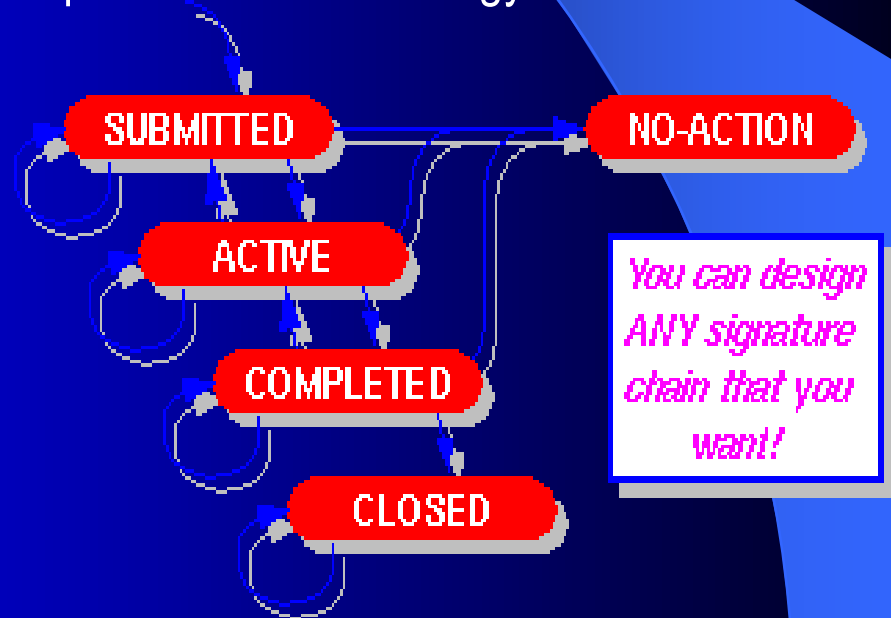 SUBMITTED
NO-ACTION
ACTIVE
You can design
ANY signature
chain that you
want!
COMPLETED
CLOSED